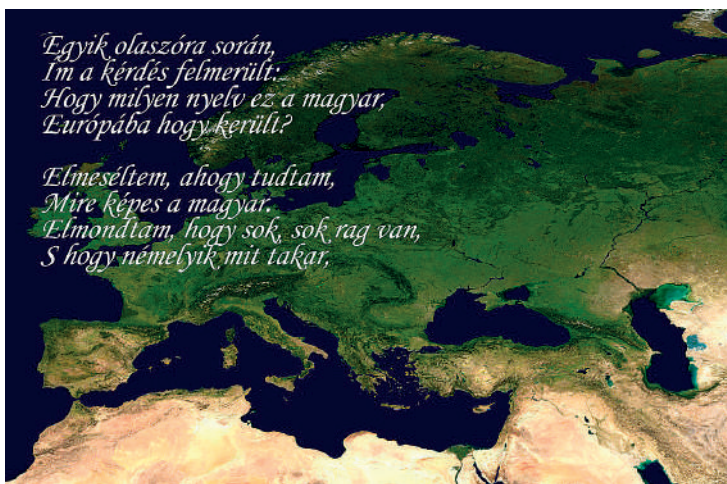 Egyik olaszóra során,
Im a kérdés felmerült:
Hogy milyen nyelv ez a magyar,
Európába hogy került?
Elmeséltem, ahogy tudtam,
Mire képes a magyar.
Elmondtam, hogy sok, sok rag van,
S hogy némelyik mit takar,